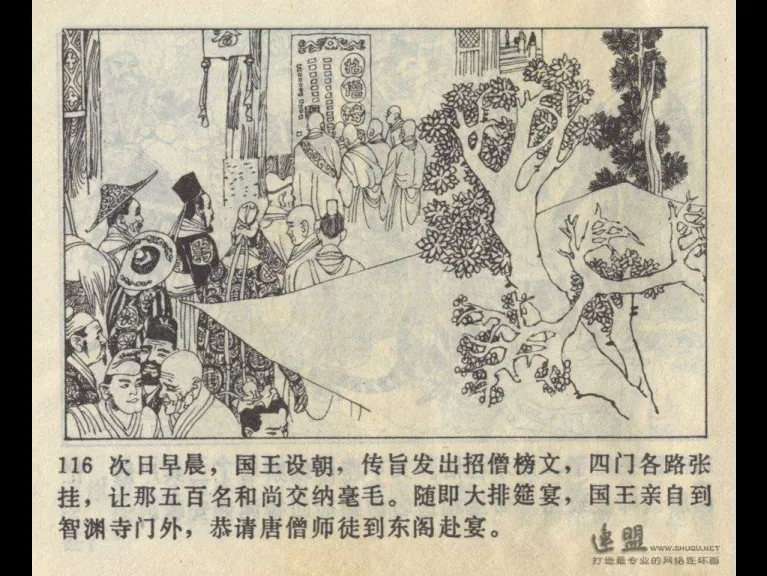 招僧榜
116 次日早晨，国王设朝，传旨发出招僧榜文，四门各路张
挂，让那五百名和尚交纳毫毛。随即大排筵宴，国王亲自到
智渊寺门外，恭请唐僧师徒到东阁赴宴。
连盟 WWW.SHUQU.NET
打造最专业的网络连环画